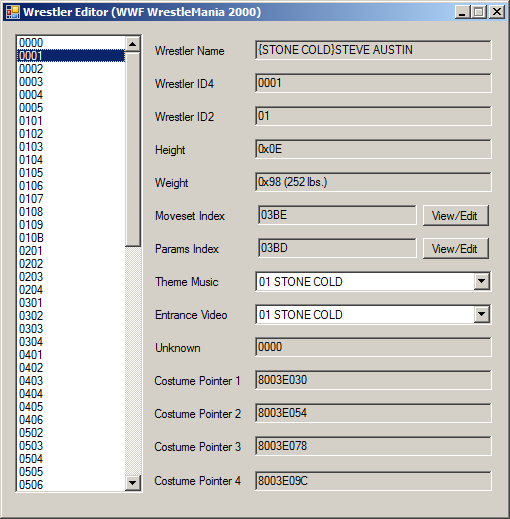 Wrestler Editor (WWF WrestleMania 2000)
0000
0001
0002
0003
0004
0005
0101
0102
0103
0104
0105
0106
0107
0108
0109
010B
0201
0202
0203
0204
0301
0302
0303
0304
0401
0402
0403
0404
0405
0406
0502
0503
0504
0505
0506
Wrestler Name {STONE COLD}STEVE AUSTIN
Wrestler ID4 0001
Wrestler ID2 01
Height 0x0E
Weight 0x98 (252 lbs.)
Moveset Index 03BE View/Edit
Params Index 03BD View/Edit
Theme Music 01 STONE COLD
Entrance Video 01 STONE COLD
Unknown 0000
Costume Pointer 1 8003E030
Costume Pointer 2 8003E054
Costume Pointer 3 8003E078
Costume Pointer 4 8003E09C